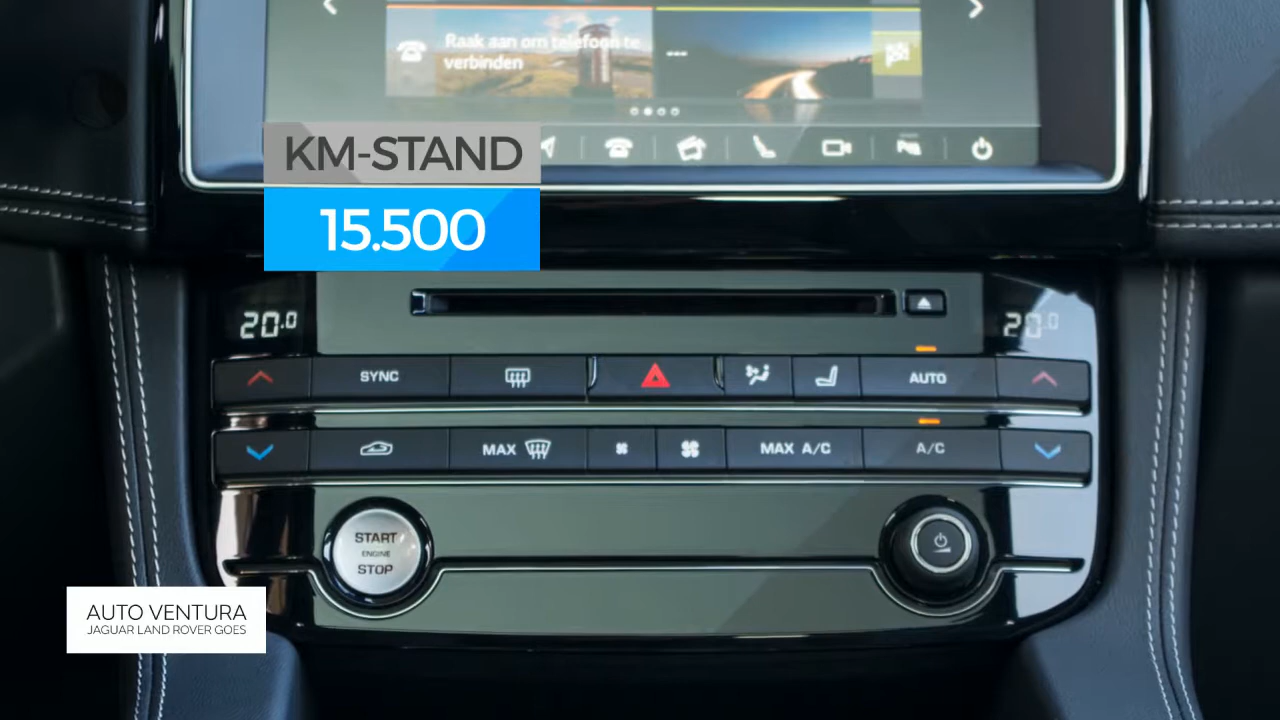 Raak aan om telefoon te
verbinden
---
KM-STAND
15.500
20.0
20.0
SYNC
AUTO
MAX
MAX A/C
A/C
START
ENGINE
STOP
AUTO VENTURA
JAGUAR LAND ROVER GOES